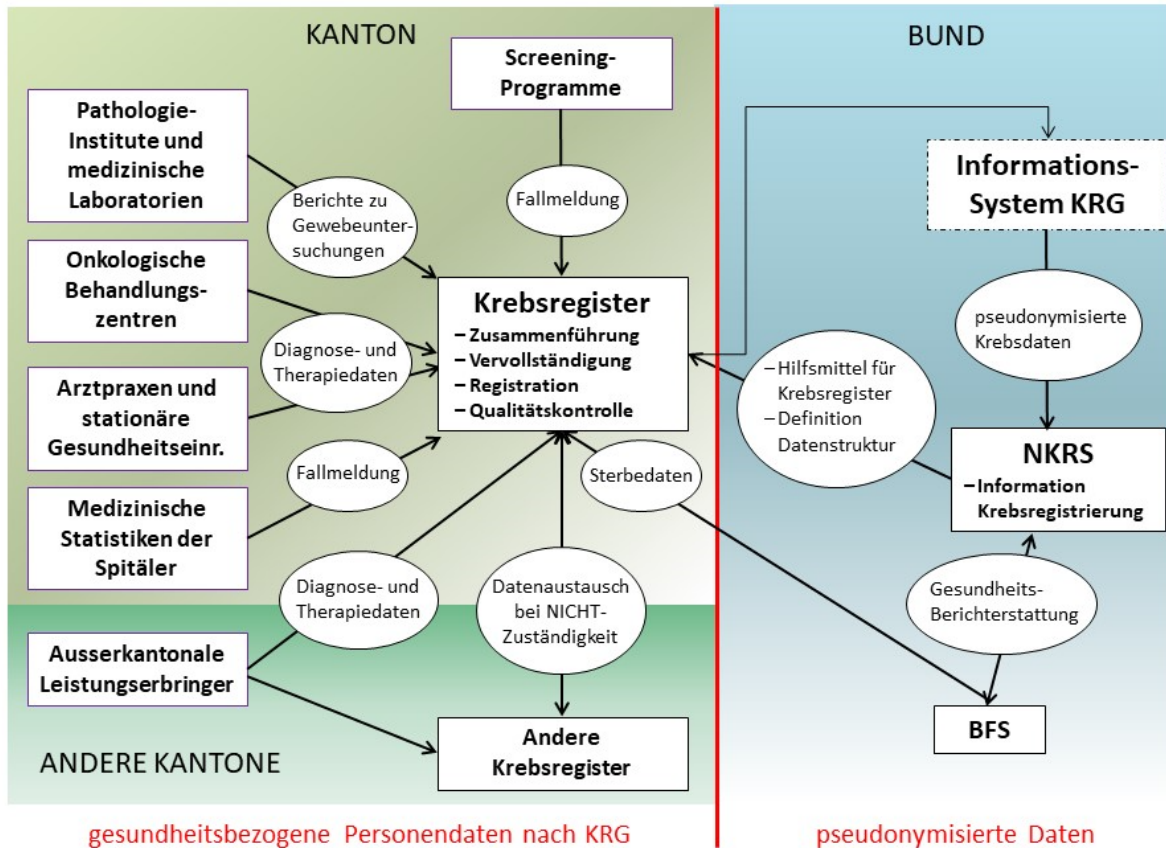 KANTON
Screening-
Programme
Pathologie-
Institute und
medizinische
Laboratorien
Berichte zu
Gewebeunter-
suchungen
Fallmeldung
Onkologische
Behandlungs-
zentren
Diagnose- und
Therapiedaten
Krebsregister
– Zusammenführung
– Vervollständigung
– Registration
– Qualitätskontrolle
Arztpraxen und
stationäre
Gesundheitseinr.
Fallmeldung
Sterbedaten
Medizinische
Statistiken der
Spitäler
Diagnose- und
Therapiedaten
Datenaustausch
bei NICHT-
Zuständigkeit
Ausserkantonale
Leistungserbringer
Andere
Krebsregister
ANDERE KANTONE
gesundheitsbezogene Personendaten nach KRG
BUND
Informations-
System KRG
pseudonymisierte
Krebsdaten
– Hilfsmittel für
Krebsregister
– Definition
Datenstruktur
NKRS
– Information
Krebsregistrierung
Gesundheits-
Berichterstattung
BFS
pseudonymisierte Daten